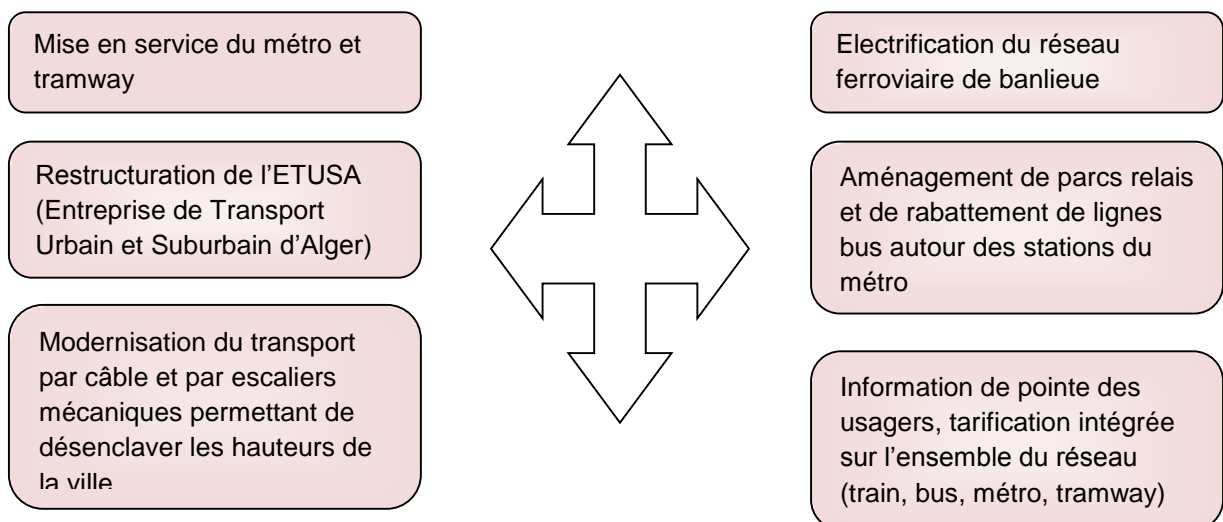 Mise en service du métro et
tramway
Restructuration de l’ETUSA
(Entreprise de Transport
Urbain et Suburbain d’Alger)
Modernisation du transport
par câble et par escaliers
mécaniques permettant de
désenclaver les hauteurs de
la ville
Electrification du réseau
ferroviaire de banlieue
Aménagement de parcs relais
et de rabattement de lignes
bus autour des stations du
métro
Information de pointe des
usagers, tarification intégrée
sur l’ensemble du réseau
(train, bus, métro, tramway)